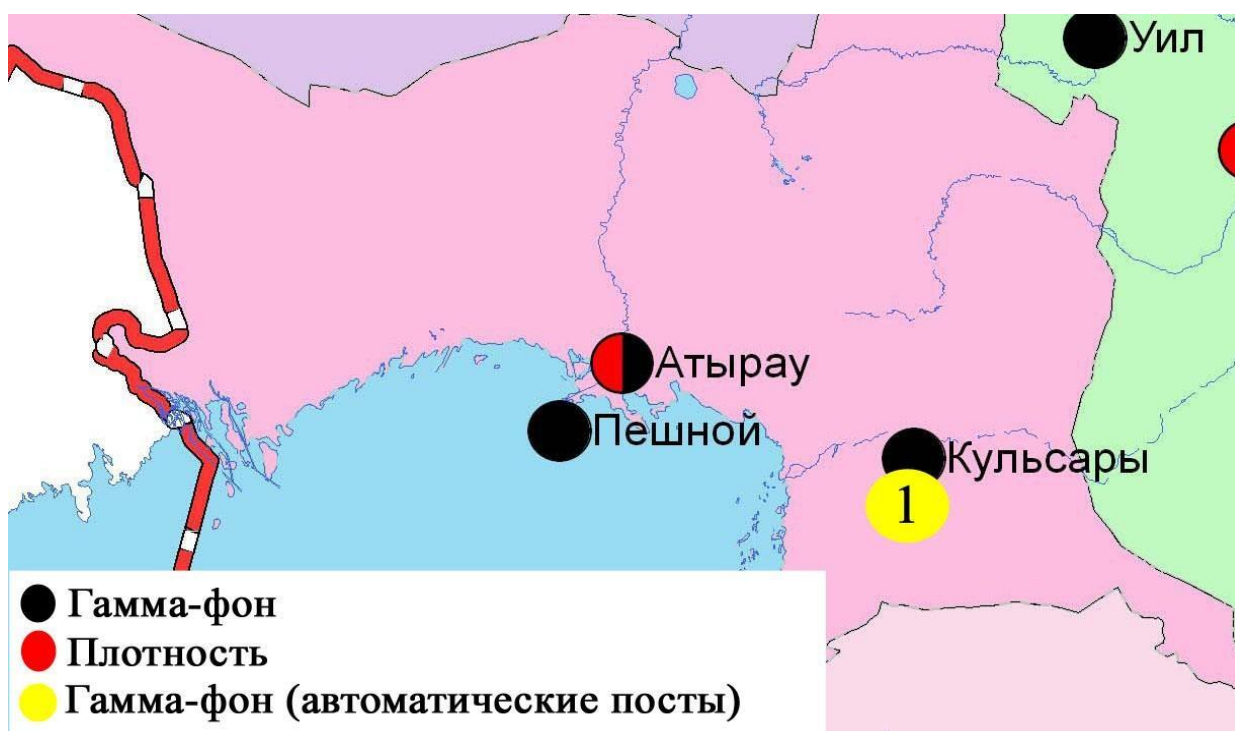 Уил
Атырау
Пешной
Кульсары
1
Гамма-фон
Плотность
Гамма-фон (автоматические посты)